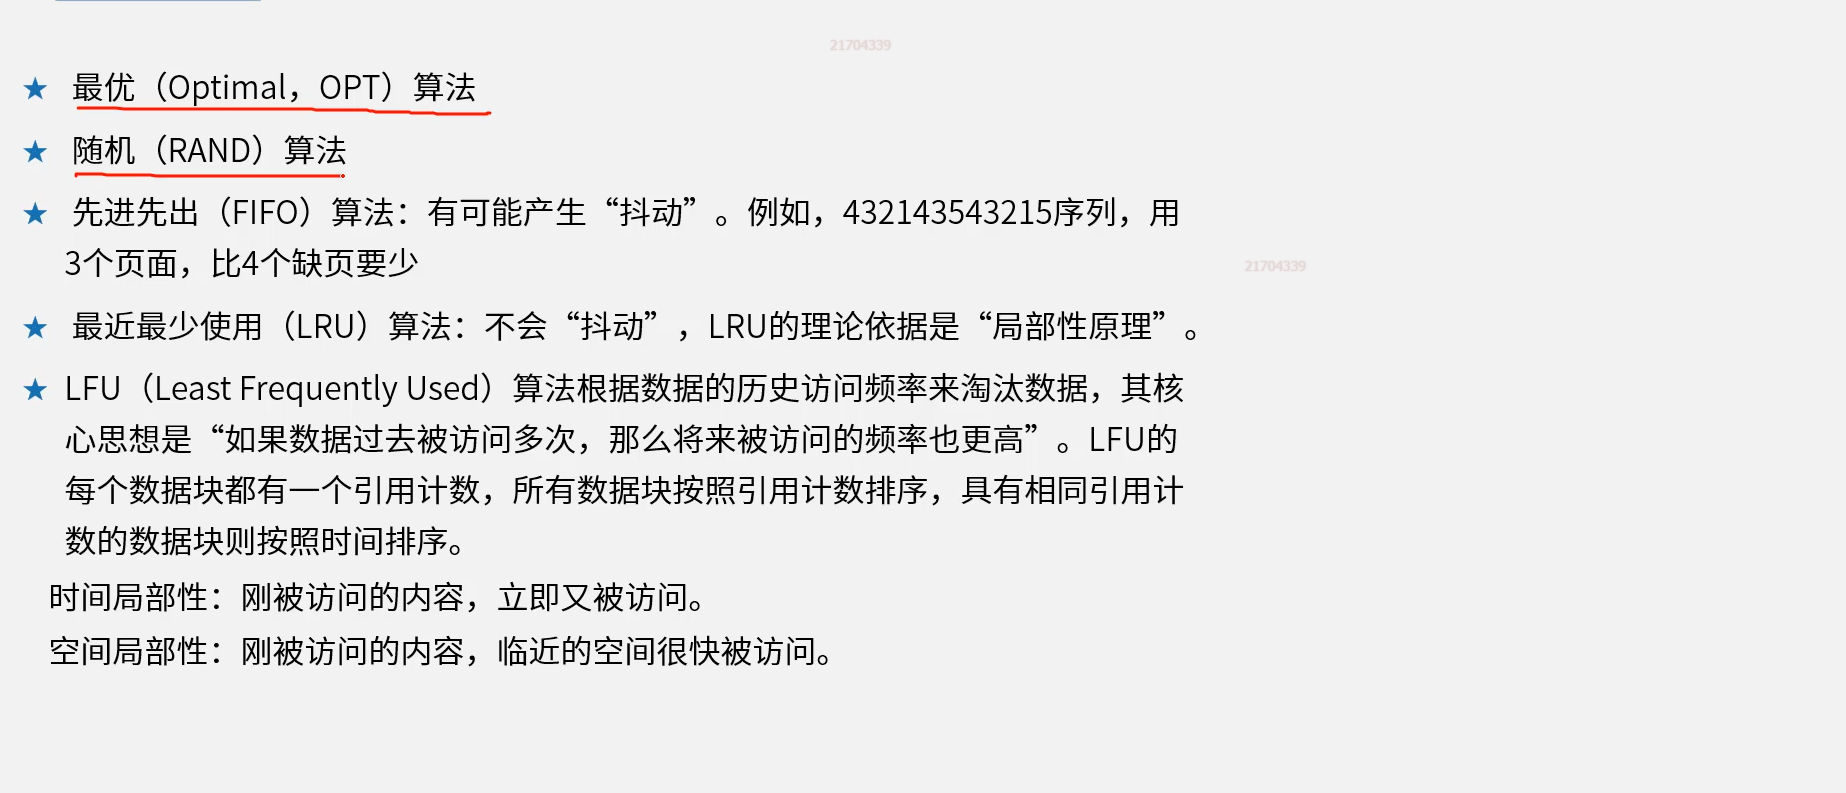 21704339
★ 最优（Optimal，OPT）算法
★ 随机（RAND）算法
★ 先进先出（FIFO）算法：有可能产生“抖动”。例如，432143543215序列，用
3个页面，比4个缺页要少
21704339
★ 最近最少使用（LRU）算法：不会“抖动”，LRU的理论依据是“局部性原理”。
★ LFU（Least Frequently Used）算法根据数据的历史访问频率来淘汰数据，其核
心思想是“如果数据过去被访问多次，那么将来被访问的频率也更高”。LFU的
每个数据块都有一个引用计数，所有数据块按照引用计数排序，具有相同引用计
数的数据块则按照时间排序。
时间局部性：刚被访问的内容，立即又被访问。
空间局部性：刚被访问的内容，临近的空间很快被访问。